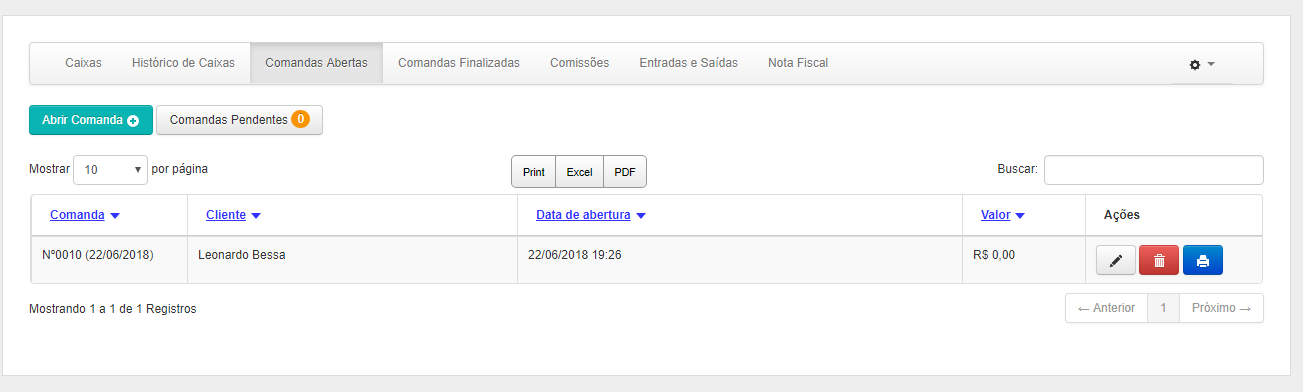 Caixas Histórico de Caixas Comandas Abertas Comandas Finalizadas Comissões Entradas e Saídas Nota Fiscal
Abrir Comanda Comandas Pendentes 0
Mostrar 10 por página Print Excel PDF Buscar:
Comanda Cliente Data de abertura Valor Ações
Nº0010 (22/06/2018) Leonardo Bessa 22/06/2018 19:26 R$ 0,00
Mostrando 1 a 1 de 1 Registros ← Anterior 1 Próximo →